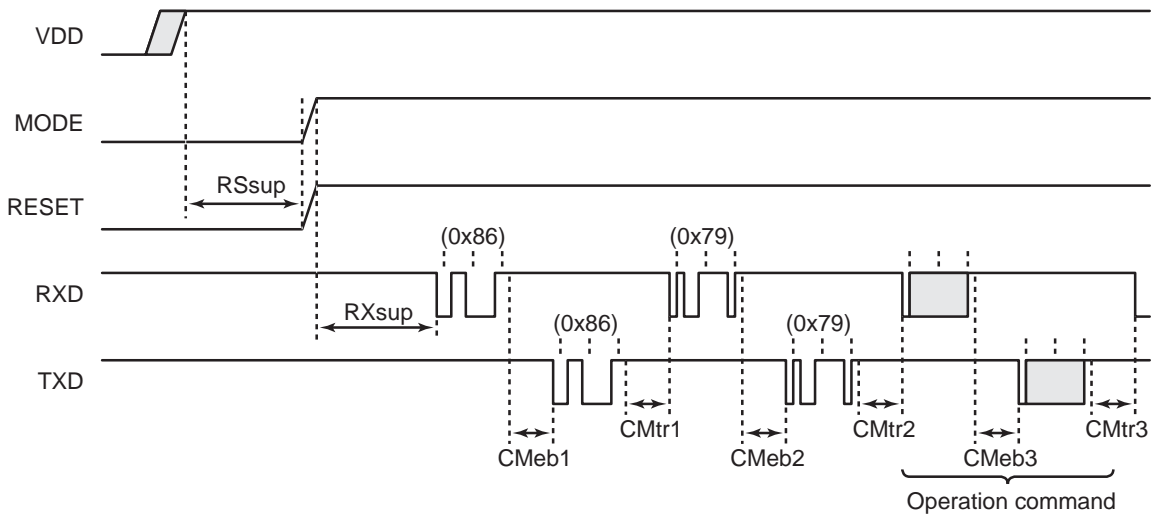 VDD
MODE
RSsup
RESET
(0x86) (0x79)
RXD
RXsup
(0x86) (0x79)
TXD
CMtr1 CMtr2 CMtr3
CMeb1 CMeb2 CMeb3
Operation command